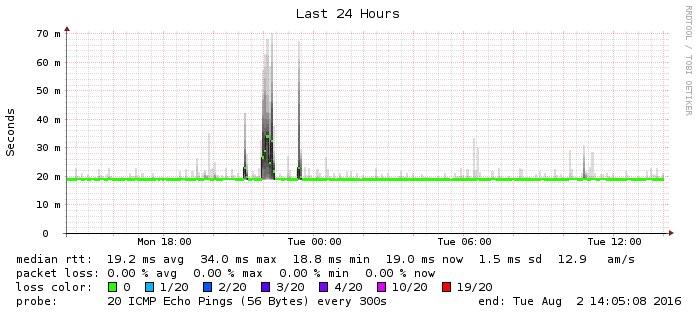 Last 24 Hours
RRDTOOL / TOBI OETIKER
Seconds
70 m
60 m
50 m
40 m
30 m
20 m
10 m
0
Mon 18:00 Tue 00:00 Tue 06:00 Tue 12:00
median rtt: 19.2 ms avg 34.0 ms max 18.8 ms min 19.0 ms now 1.5 ms sd 12.9 am/s
packet loss: 0.00 % avg 0.00 % max 0.00 % min 0.00 % now
loss color: 0 1/20 2/20 3/20 4/20 10/20 19/20
probe: 20 ICMP Echo Pings (56 Bytes) every 300s end: Tue Aug 2 14:05:08 2016